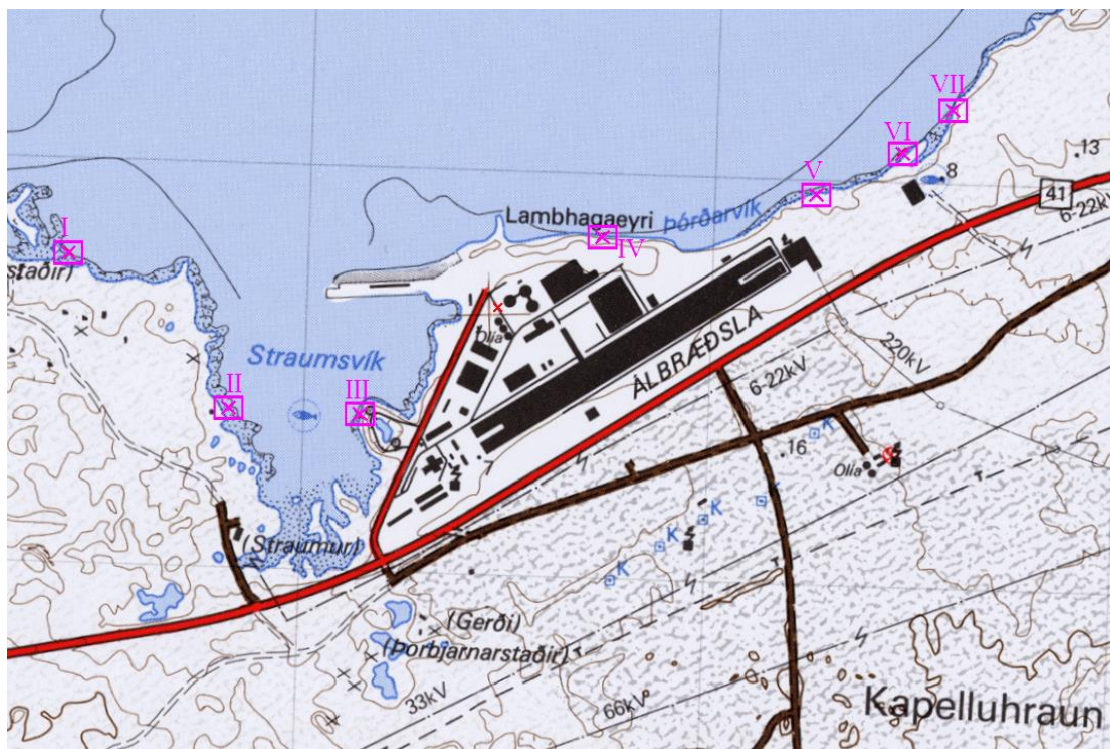 VII
VI
.13
V
8
41
I
Lambhagaeyri
Þórðarvík
6-22kV
IV
staðir)
Olía
Straumsvík
ÁLBRÆÐSLA
220kV
6-22kV
II
III
K
.16
Olía
K
K
(Straumur)
K
(Gerði)
(Þorbjarnarstaðir)
33kV
66kV
Kapelluhraun